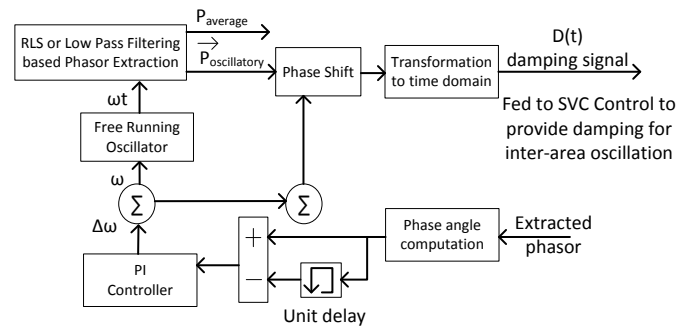 P average
RLS or Low Pass Filtering
based Phasor Extraction
P oscillatory
Phase Shift
Transformation
to time domain
D(t)
damping signal
Fed to SVC Control to
provide damping for
inter-area oscillation
ωt
Free Running
Oscillator
ω
Σ
Σ
Δω
PI
Controller
+
−
Unit delay
Phase angle
computation
Extracted
phasor